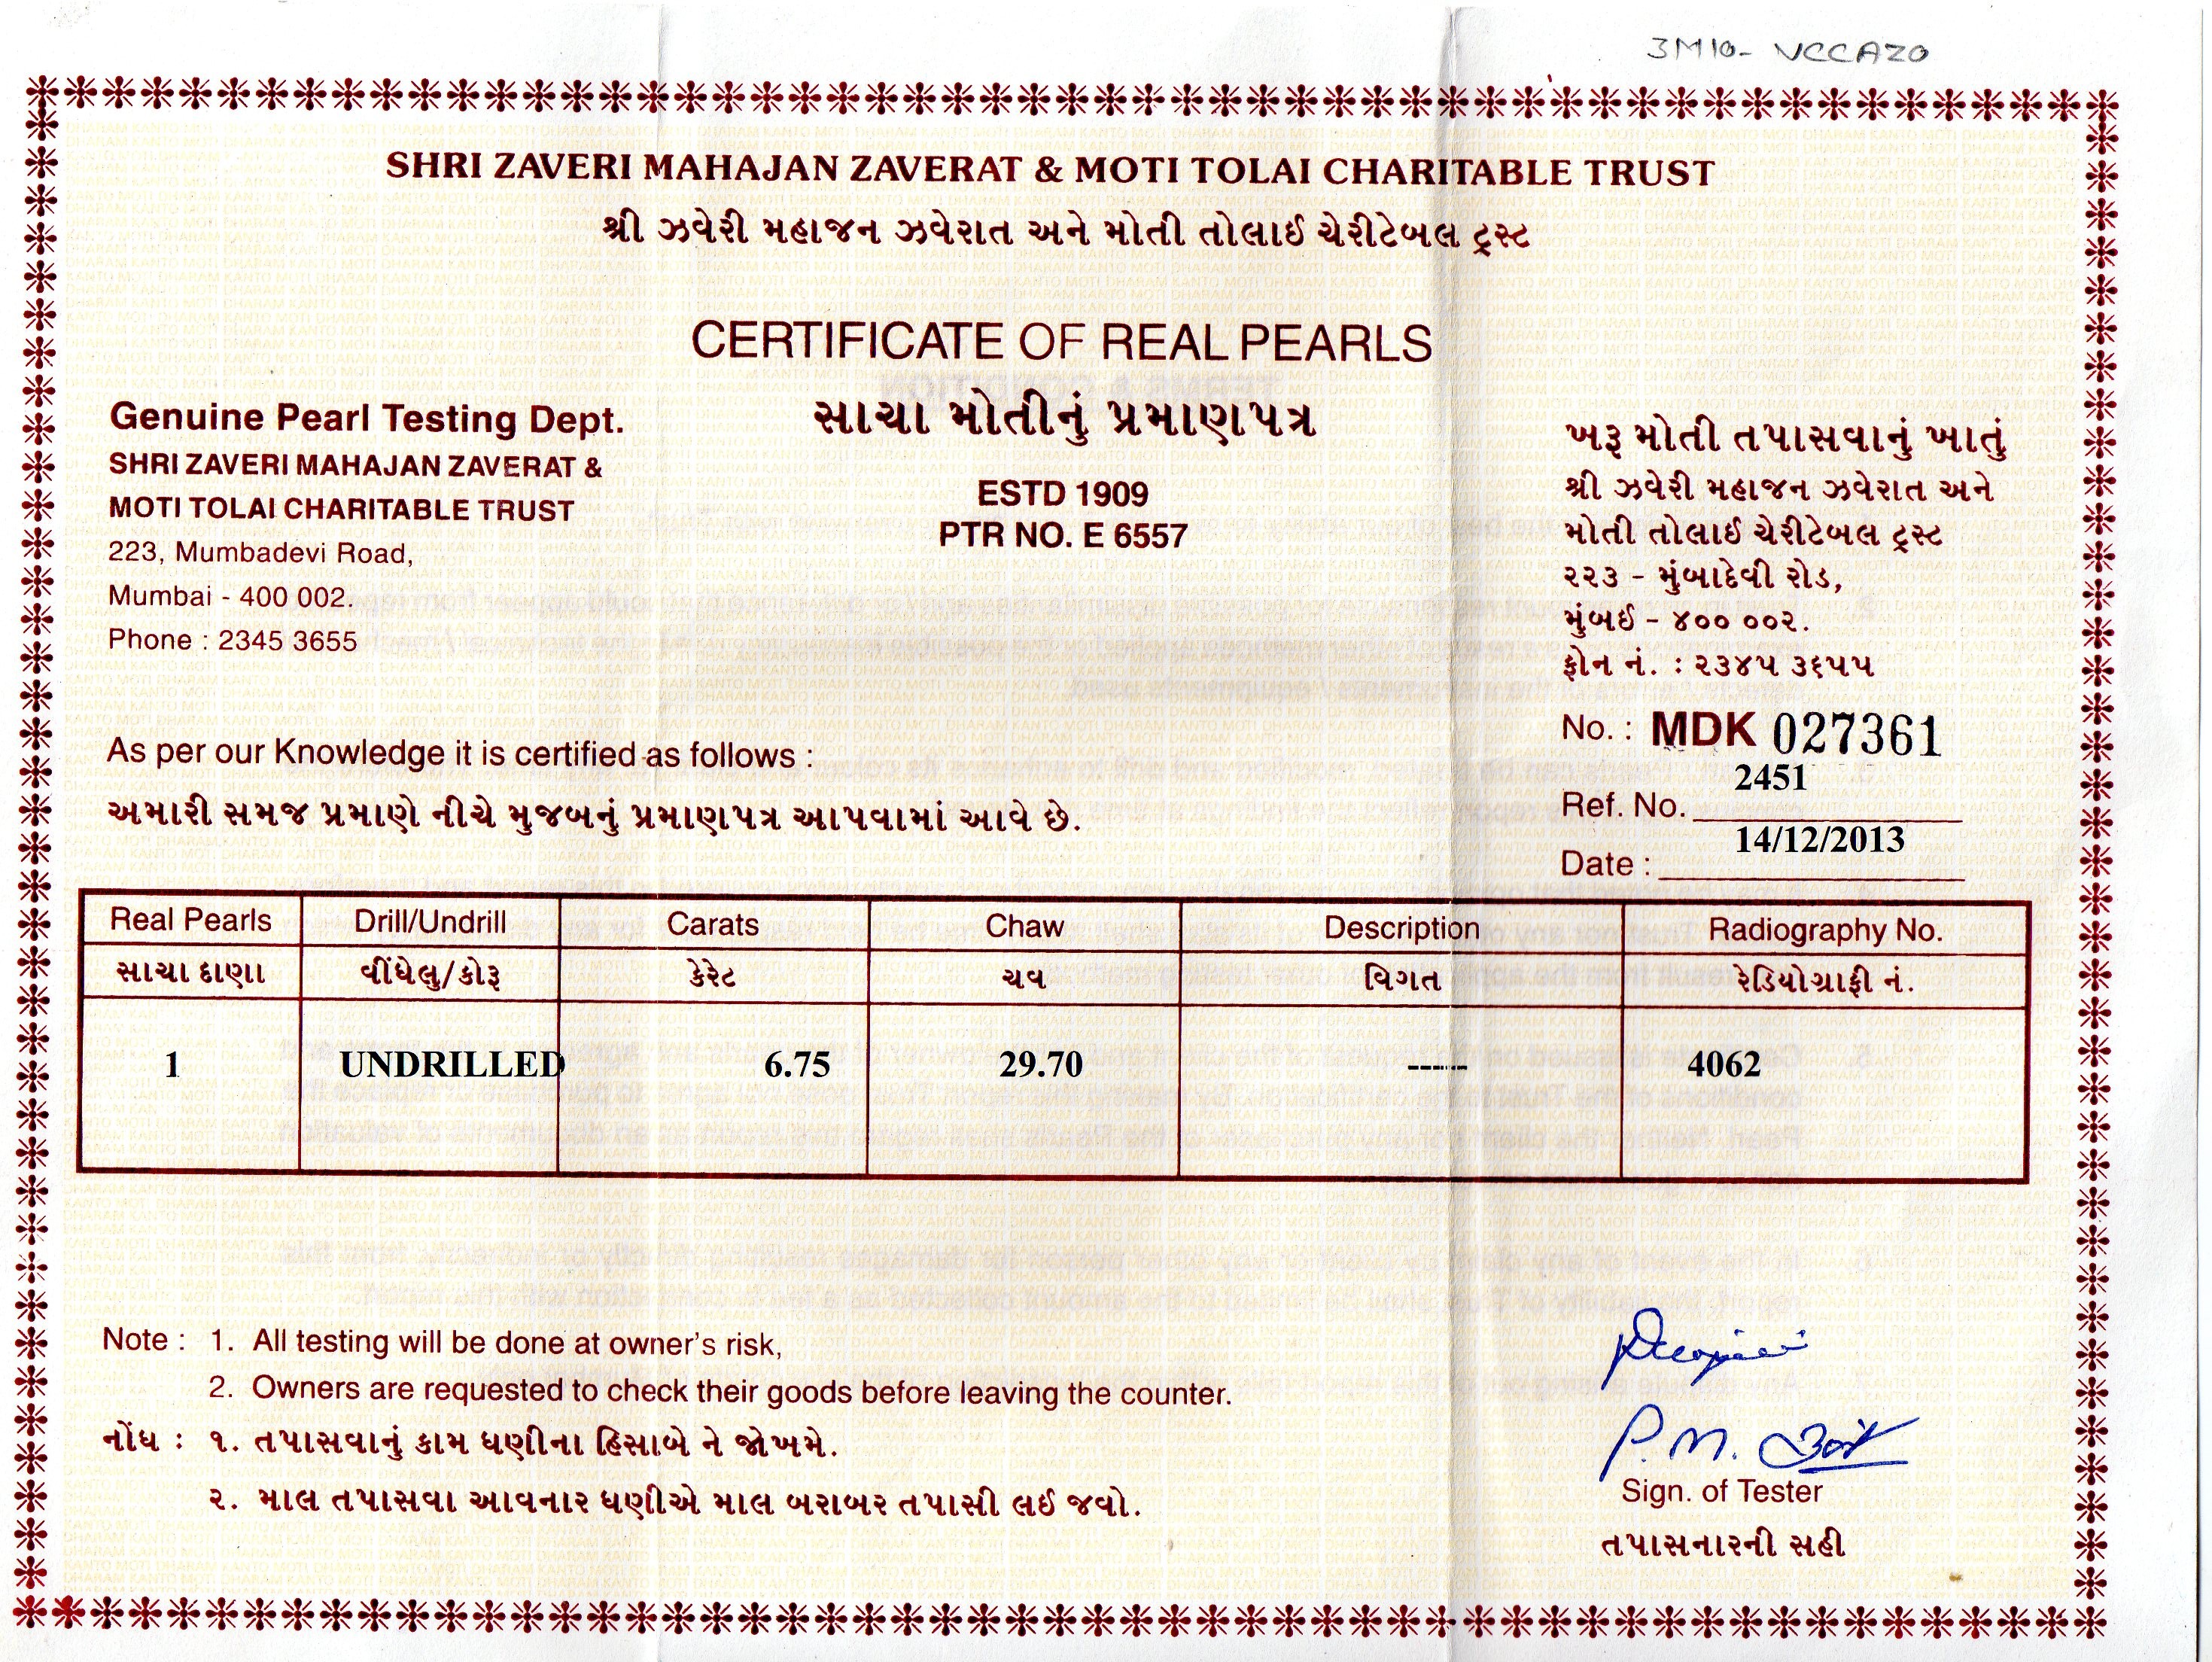 3M10- VCCAZO
SHRI ZAVERI MAHAJAN ZAVERAT & MOTI TOLAI CHARITABLE TRUST
શ્રી ઝવેરી મહાજન ઝવેરાત અને મોતી તોલાઈ ચેરીટેબલ ટ્રસ્ટ
CERTIFICATE OF REAL PEARLS
સાચા મોતીનું પ્રમાણપત્ર
ESTD 1909
PTR NO. E 6557
Genuine Pearl Testing Dept.
SHRI ZAVERI MAHAJAN ZAVERAT &
MOTI TOLAI CHARITABLE TRUST
223, Mumbadevi Road,
Mumbai - 400 002.
Phone : 2345 3655
ખરૂ મોતી તપાસવાનું ખાતું
શ્રી ઝવેરી મહાજન ઝવેરાત અને
મોતી તોલાઈ ચેરીટેબલ ટ્રસ્ટ
૨૨૩ - મુંબાદેવી રોડ,
મુંબઈ - ૪૦૦ ૦૦૨.
ફોન નં. : ૨૩૪૫ ૩૬૫૫
No. : MDK 027361
Ref. No. 2451
Date : 14/12/2013
As per our Knowledge it is certified as follows :
અમારી સમજ પ્રમાણે નીચે મુજબનું પ્રમાણપત્ર આપવામાં આવે છે.
Real Pearls Drill/Undrill Carats Chaw Description Radiography No.
સાચા દાણા વીંધેલુ/કોરૂ કેરેટ ચવ વિગત રેડિયોગ્રાફી નં.
1 UNDRILLED 6.75 29.70 ----- 4062
Note : 1. All testing will be done at owner's risk,
2. Owners are requested to check their goods before leaving the counter.
નોંધ : ૧. તપાસવાનું કામ ધણીના હિસાબે ને જોખમે.
૨. માલ તપાસવા આવનાર ધણીએ માલ બરાબર તપાસી લઈ જવો.
P. M.
Sign. of Tester
તપાસનારની સહી